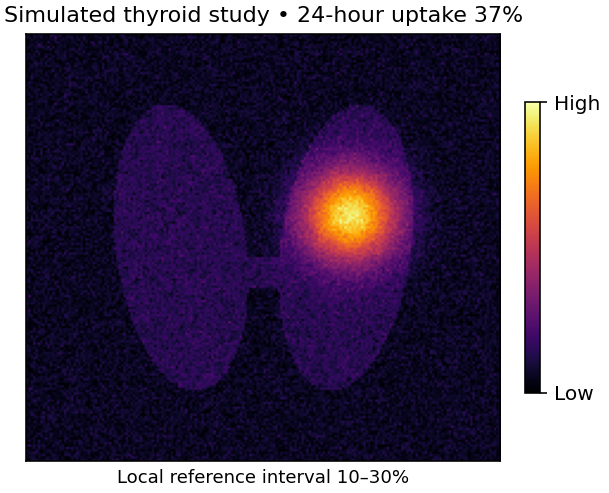 Simulated thyroid study • 24-hour uptake 37%
High
Low
Local reference interval 10–30%